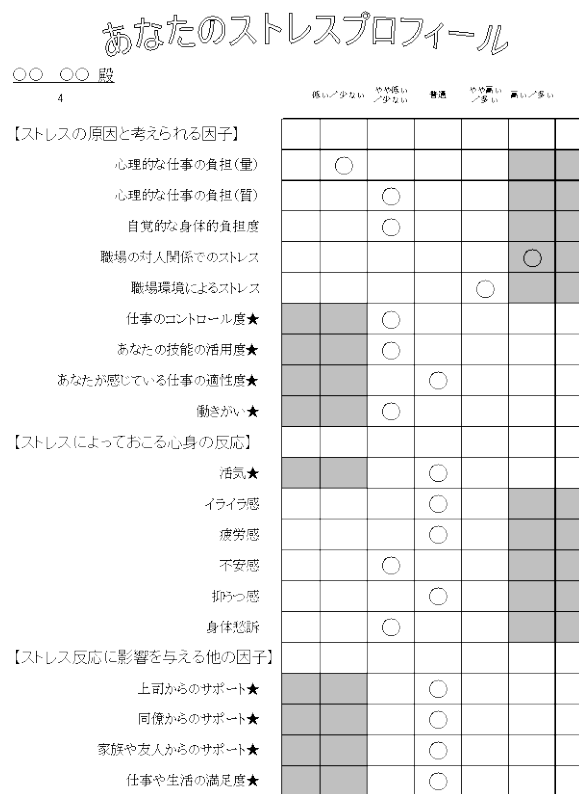 あなたのストレスプロフィール
〇〇 〇〇 殿
4
低い／少ない やや低い／少ない 普通 やや高い／多い 高い／多い
【ストレスの原因と考えられる因子】
心理的な仕事の負担(量)
心理的な仕事の負担(質)
自覚的な身体的負担度
職場の対人関係でのストレス
職場環境によるストレス
仕事のコントロール度★
あなたの技能の活用度★
あなたが感じている仕事の適性度★
働きがい★
【ストレスによっておこる心身の反応】
活気★
イライラ感
疲労感
不安感
抑うつ感
身体愁訴
【ストレス反応に影響を与える他の因子】
上司からのサポート★
同僚からのサポート★
家族や友人からのサポート★
仕事や生活の満足度★